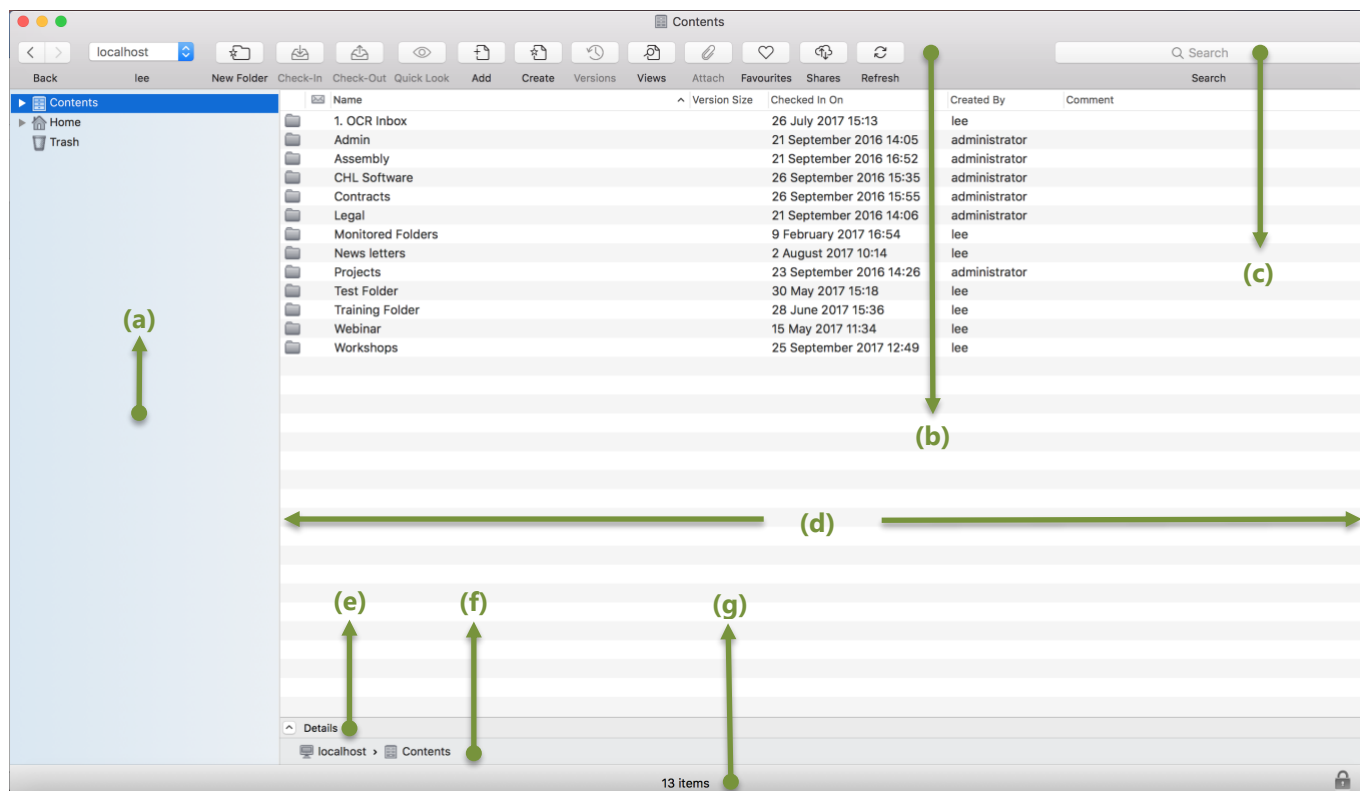 Contents
localhost
Search
Back lee New Folder Check-In Check-Out Quick Look Add Create Versions Views Attach Favourites Shares Refresh Search
Contents
Home
Trash
Name Version Size Checked In On Created By Comment
1. OCR Inbox 26 July 2017 15:13 lee
Admin 21 September 2016 14:05 administrator
Assembly 21 September 2016 16:52 administrator
CHL Software 26 September 2016 15:35 administrator
Contracts 26 September 2016 15:55 administrator
Legal 21 September 2016 14:06 administrator
Monitored Folders 9 February 2017 16:54 lee
News letters 2 August 2017 10:14 lee
Projects 23 September 2016 14:26 administrator
Test Folder 30 May 2017 15:18 lee
Training Folder 28 June 2017 15:36 lee
Webinar 15 May 2017 11:34 lee
Workshops 25 September 2017 12:49 lee
(c)
(a)
(b)
(d)
(e) (f) (g)
Details
localhost › Contents
13 items